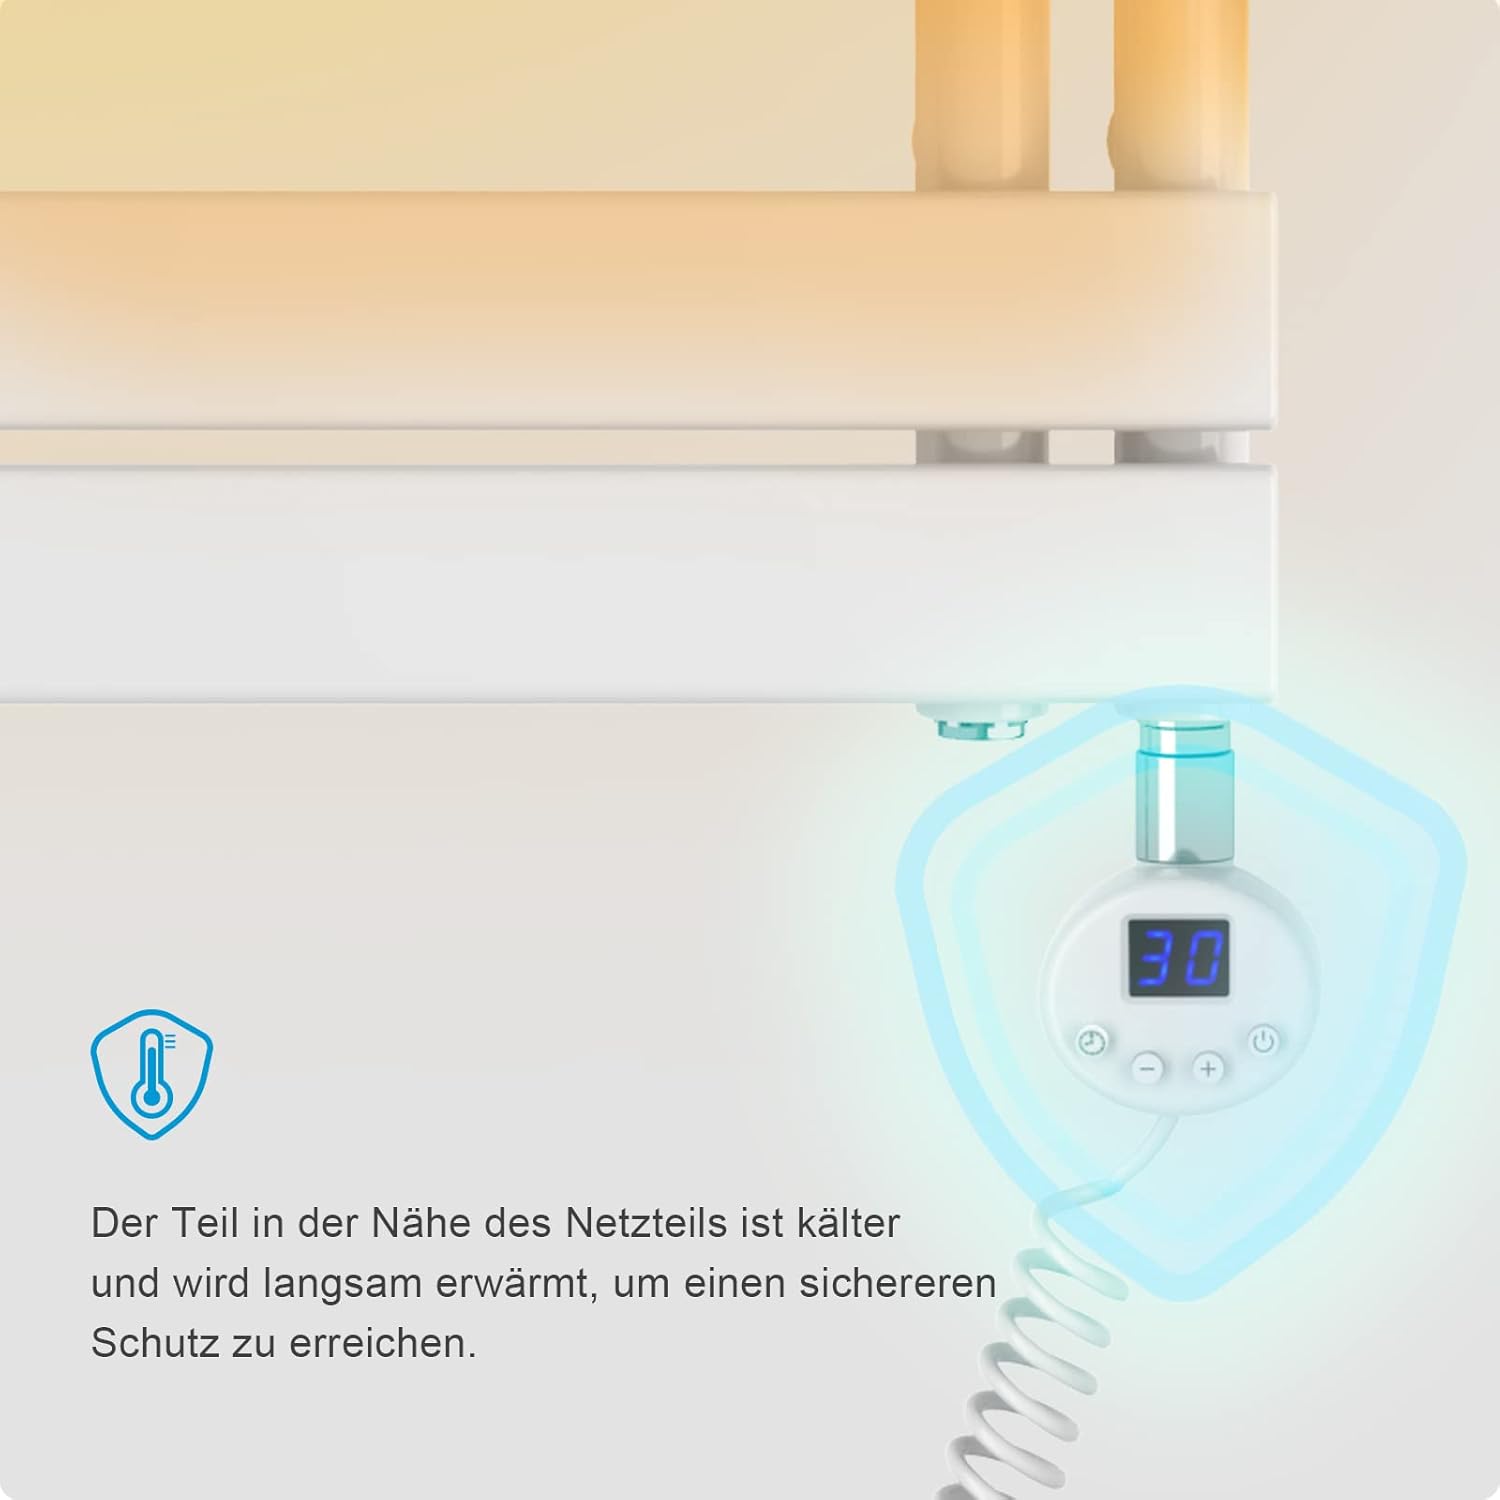 30
Der Teil in der Nähe des Netzteils ist kälter
und wird langsam erwärmt, um einen sichereren
Schutz zu erreichen.